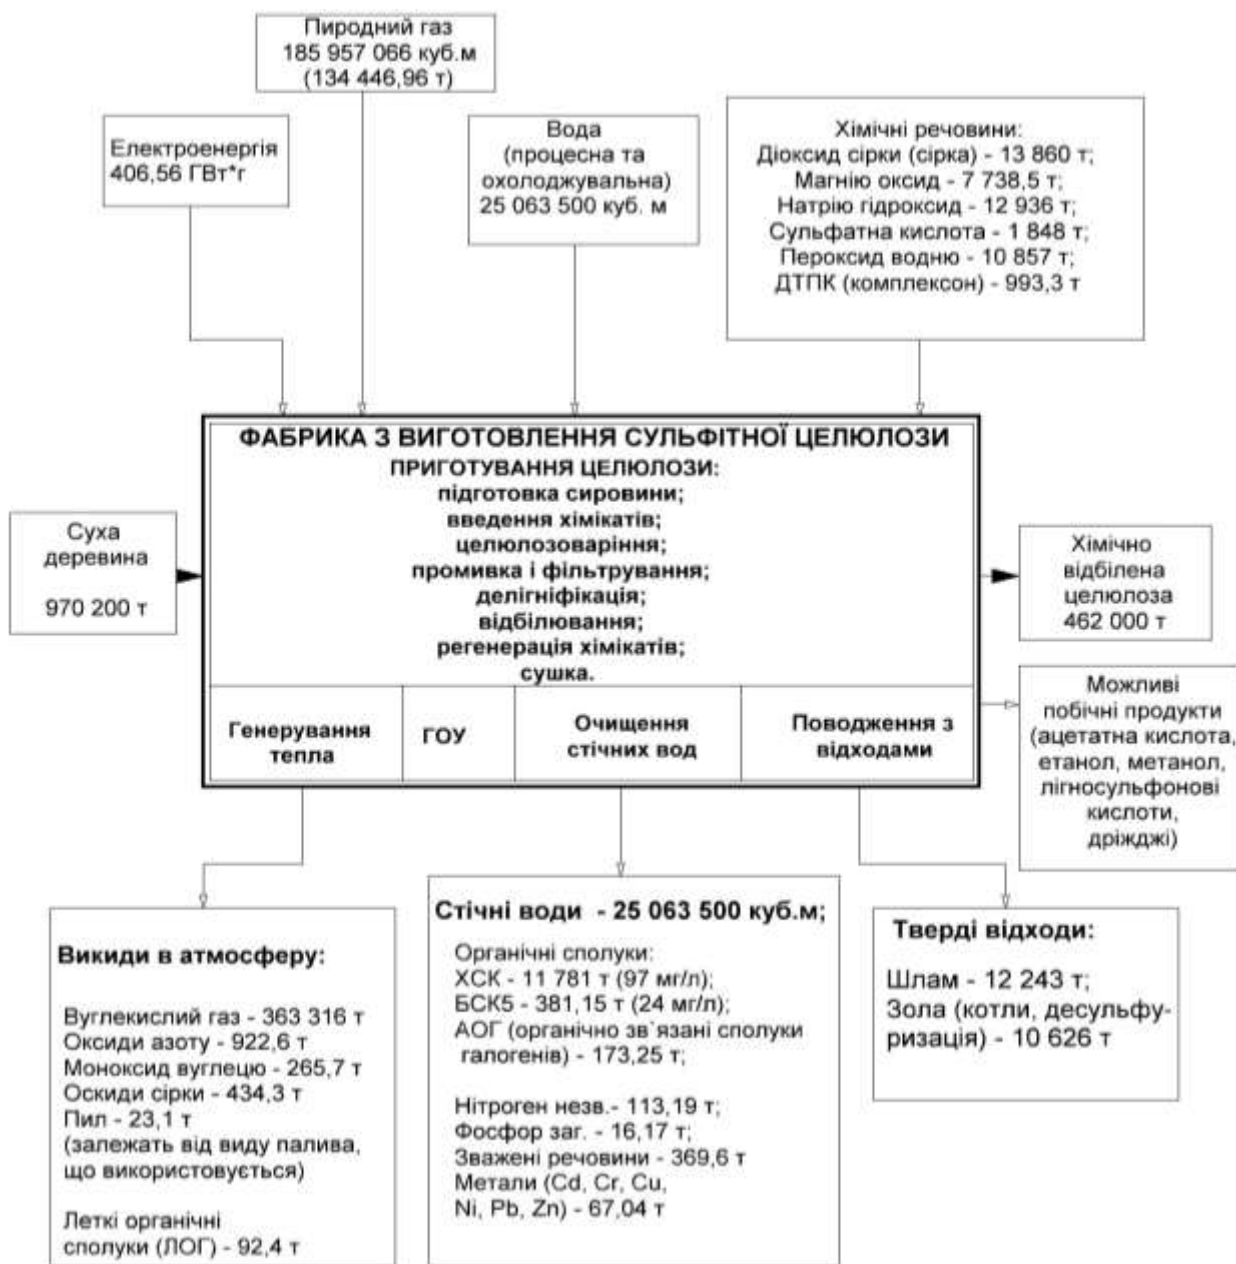 Пиродний газ
185 957 066 куб.м
(134 446,96 т)
Електроенергія
406,56 ГВт*г
Вода
(процесна та
охолоджувальна)
25 063 500 куб. м
Хімічні речовини:
Діоксид сірки (сірка) - 13 860 т;
Магнію оксид - 7 738,5 т;
Натрію гідроксид - 12 936 т;
Сульфатна кислота - 1 848 т;
Пероксид водню - 10 857 т;
ДТПК (комплексон) - 993,3 т
ФАБРИКА З ВИГОТОВЛЕННЯ СУЛЬФІТНОЇ ЦЕЛЮЛОЗИ
ПРИГОТУВАННЯ ЦЕЛЮЛОЗИ:
підготовка сировини;
введення хімікатів;
целюлозоваріння;
промивка і фільтрування;
делігніфікація;
відбілювання;
регенерація хімікатів;
сушка.
Суха
деревина
970 200 т
Хімічно
відбілена
целюлоза
462 000 т
Генерування
тепла
ГОУ
Очищення
стічних вод
Поводження з
відходами
Можливі
побічні продукти
(ацетатна кислота,
етанол, метанол,
лігносульфонові
кислоти,
дріжджі)
Викиди в атмосферу:
Вуглекислий газ - 363 316 т
Оксиди азоту - 922,6 т
Моноксид вуглецю - 265,7 т
Оскиди сірки - 434,3 т
Пил - 23,1 т
(залежать від виду палива,
що використовується)
Леткі органічні
сполуки (ЛОГ) - 92,4 т
Стічні води - 25 063 500 куб.м;
Органічні сполуки:
ХСК - 11 781 т (97 мг/л);
БСК5 - 381,15 т (24 мг/л);
АОГ (органічно зв`язані сполуки
галогенів) - 173,25 т;
Нітроген незв.- 113,19 т;
Фосфор заг. - 16,17 т;
Зважені речовини - 369,6 т
Метали (Cd, Cr, Cu,
Ni, Pb, Zn) - 67,04 т
Тверді відходи:
Шлам - 12 243 т;
Зола (котли, десульфу-
ризація) - 10 626 т